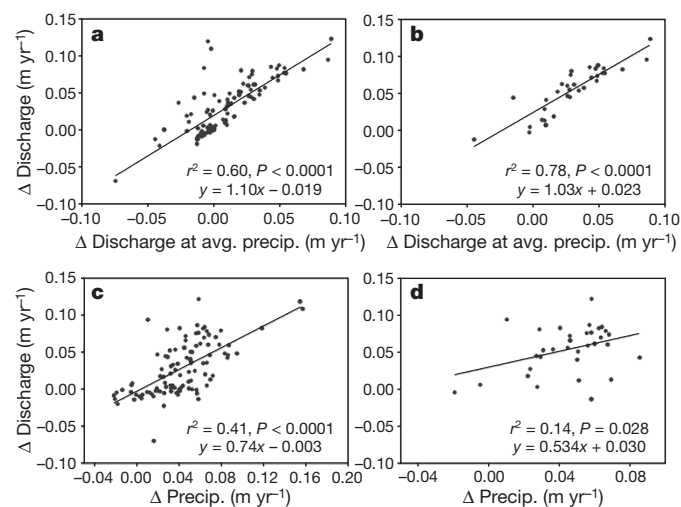 a
Δ Discharge (m yr⁻¹)
0.15
0.10
0.05
0.00
−0.05
−0.10
r² = 0.60, P < 0.0001
y = 1.10x – 0.019
−0.10
−0.05
0.00
0.05
0.10
Δ Discharge at avg. precip. (m yr⁻¹)
b
0.15
0.10
0.05
0.00
−0.05
−0.10
r² = 0.78, P < 0.0001
y = 1.03x + 0.023
−0.10
−0.05
0.00
0.05
0.10
Δ Discharge at avg. precip. (m yr⁻¹)
c
Δ Discharge (m yr⁻¹)
0.15
0.10
0.05
0.00
−0.05
−0.10
r² = 0.41, P < 0.0001
y = 0.74x – 0.003
−0.04
0.04
0.08
0.12
0.16
0.20
Δ Precip. (m yr⁻¹)
d
0.15
0.10
0.05
0.00
−0.05
−0.10
r² = 0.14, P = 0.028
y = 0.534x + 0.030
−0.04
0.00
0.04
0.08
Δ Precip. (m yr⁻¹)